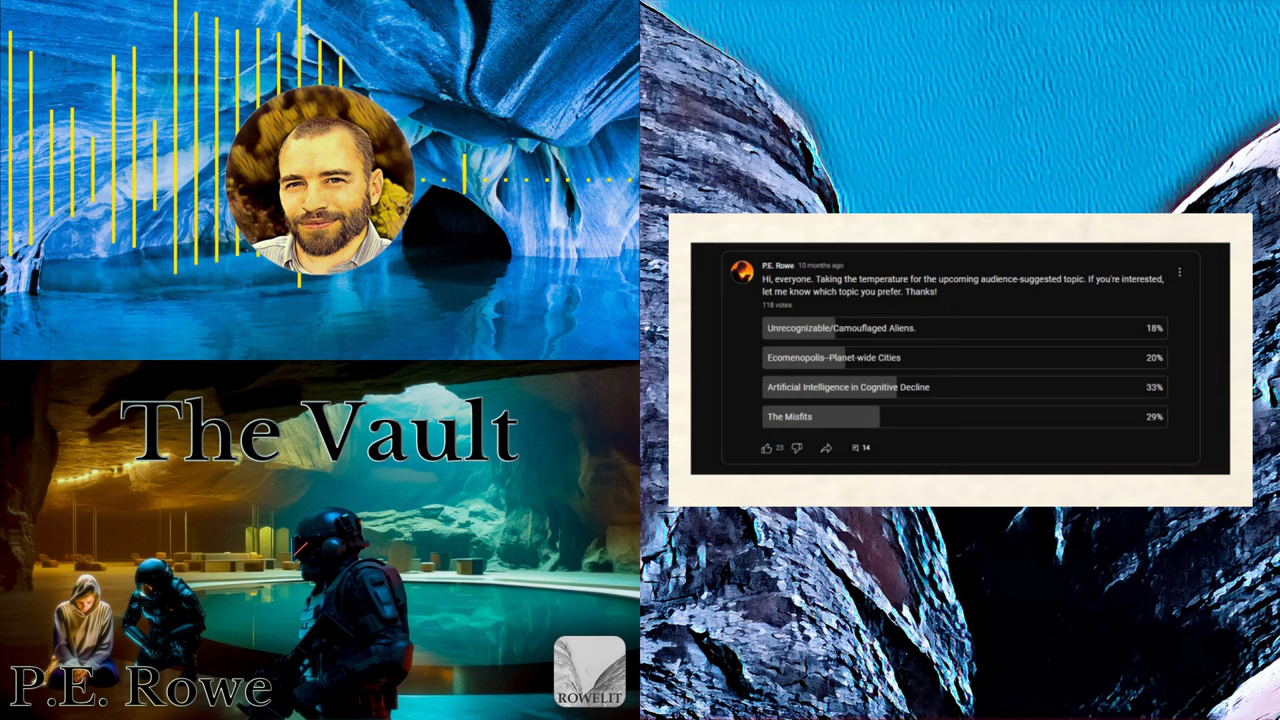 The Vault
P.E. Rowe
ROWELIT
P.E. Rowe 10 months ago
Hi, everyone. Taking the temperature for the upcoming audience-suggested topic. If you're interested,
let me know which topic you prefer. Thanks!
118 votes
Unrecognizable/Camouflaged Aliens. 18%
Ecomenopolis–Planet-wide Cities 20%
Artificial Intelligence in Cognitive Decline 33%
The Misfits 29%
23 14